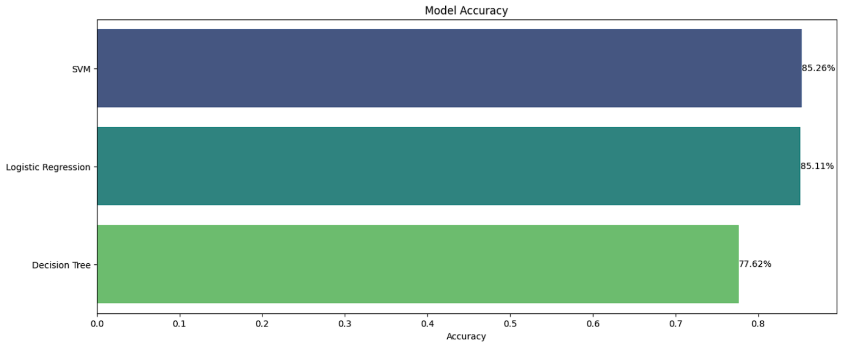 Model Accuracy
SVM
85.26%
Logistic Regression
85.11%
Decision Tree
77.62%
0.0 0.1 0.2 0.3 0.4 0.5 0.6 0.7 0.8
Accuracy